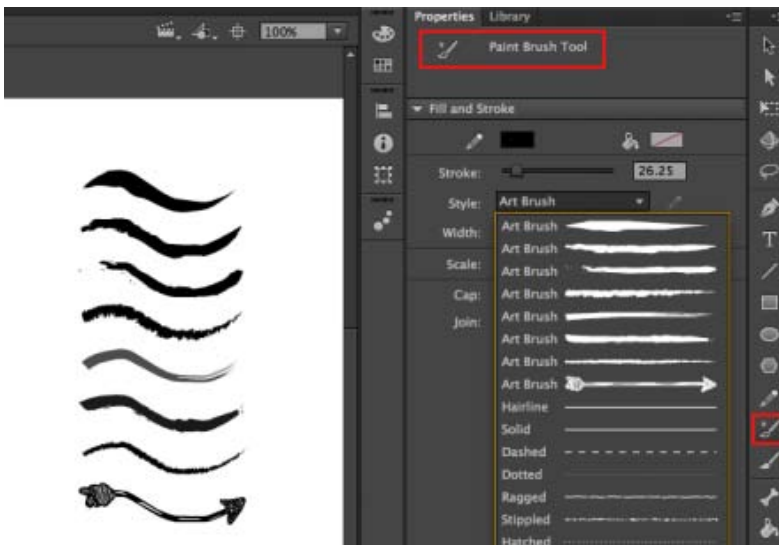 100%
Properties Library
Paint Brush Tool
Fill and Stroke
Stroke: 26.25
Style: Art Brush
Width:
Scale:
Cap:
Join:
Art Brush
Art Brush
Art Brush
Art Brush
Art Brush
Art Brush
Art Brush
Art Brush
Hairline
Solid
Dashed
Dotted
Ragged
Stippled
Hatched
T